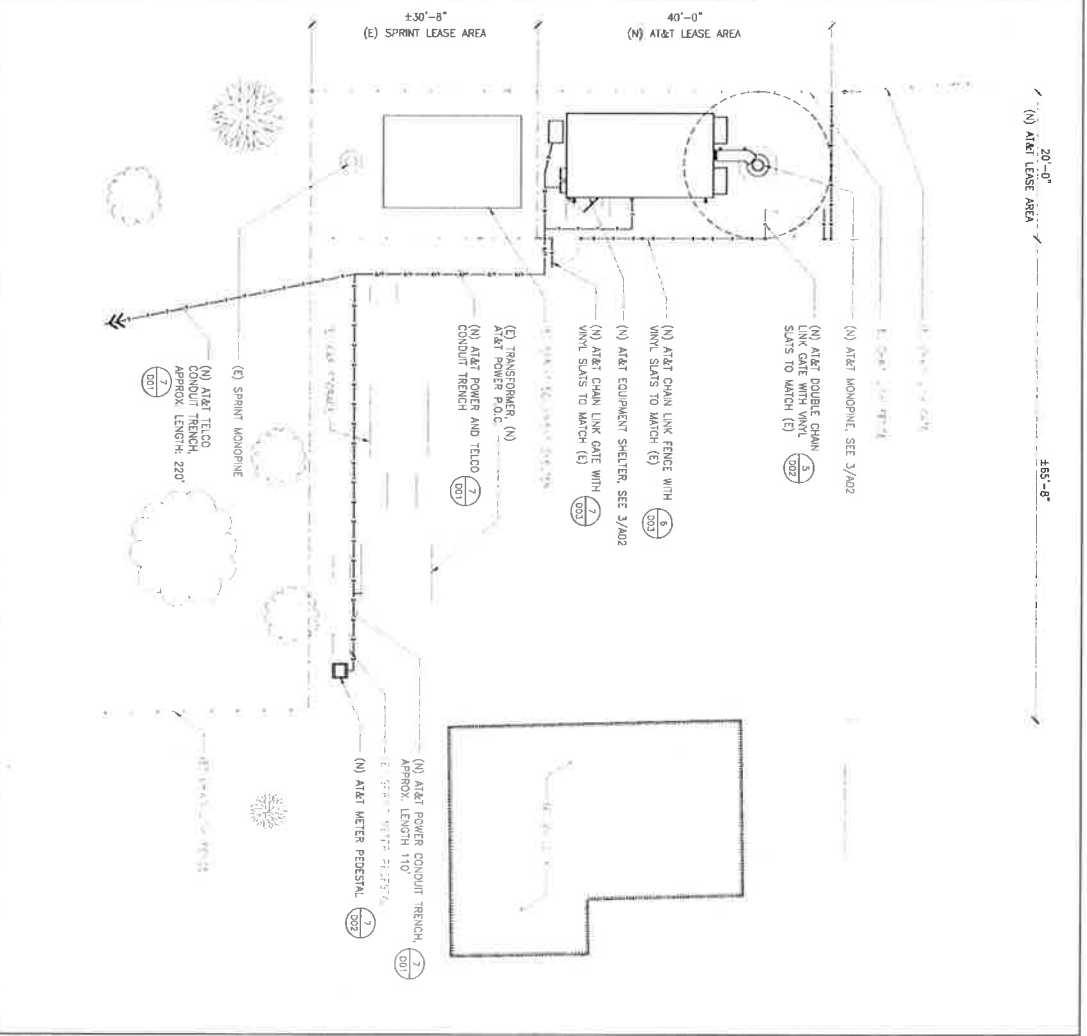 ±30'-8"
(E) SPRINT LEASE AREA
40'-0"
(N) AT&T LEASE AREA
20'-0"
(N) AT&T LEASE AREA
±65'-8"
(N) AT&T MONOPINE, SEE 3/A02
(N) AT&T DOUBLE CHAIN
LINK GATE WITH VINYL
SLATS TO MATCH (E)
5
D02
(N) AT&T CHAIN LINK FENCE WITH
VINYL SLATS TO MATCH (E)
6
D03
(N) AT&T EQUIPMENT SHELTER, SEE 3/A02
(N) AT&T CHAIN LINK GATE WITH
VINYL SLATS TO MATCH (E)
7
D03
(E) TRANSFORMER, (N)
AT&T POWER P.O.C.
(N) AT&T POWER AND TELCO
CONDUIT TRENCH
7
D01
(E) SPRINT MONOPINE
(N) AT&T TELCO
CONDUIT TRENCH,
APPROX. LENGTH: 220'
7
D01
(N) AT&T POWER CONDUIT TRENCH,
APPROX. LENGTH 110'
7
D01
(E) SPRINT METER PEDESTAL
(N) AT&T METER PEDESTAL
7
D02